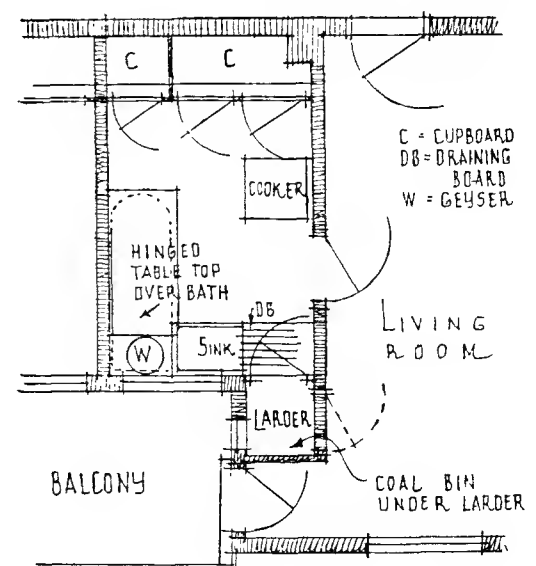 C
C
C = CUPBOARD
DB = DRAINING
BOARD
W = GEYSER
COOKER
HINGED
TABLE TOP
OVER BATH
DB
LIVING
ROOM
W
SINK
LARDER
BALCONY
COAL BIN
UNDER LARDER